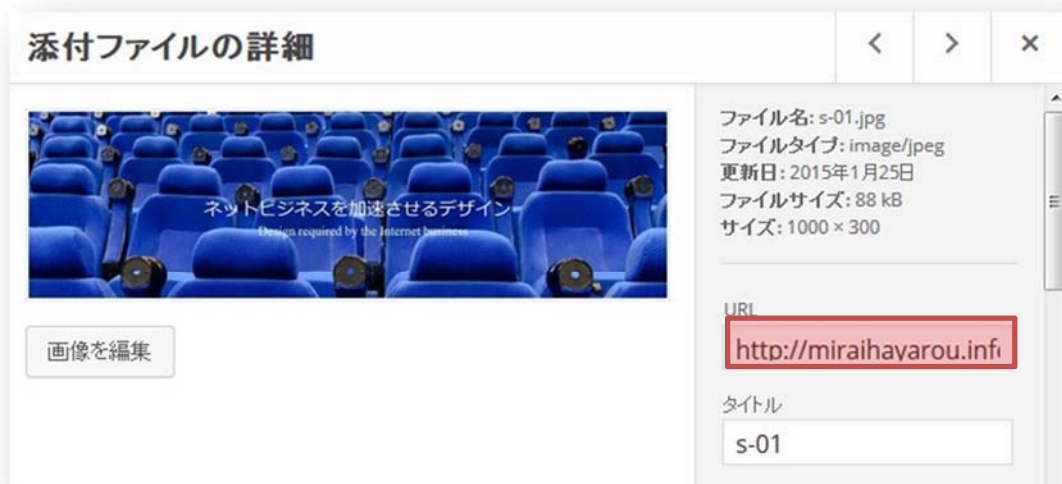 添付ファイルの詳細
ネットビジネスを加速させるデザイン
Design required by the Internet business
画像を編集
ファイル名: s-01.jpg
ファイルタイプ: image/jpeg
更新日: 2015年1月25日
ファイルサイズ: 88 kB
サイズ: 1000 × 300
URL
http://miraihayarou.info
タイトル
s-01